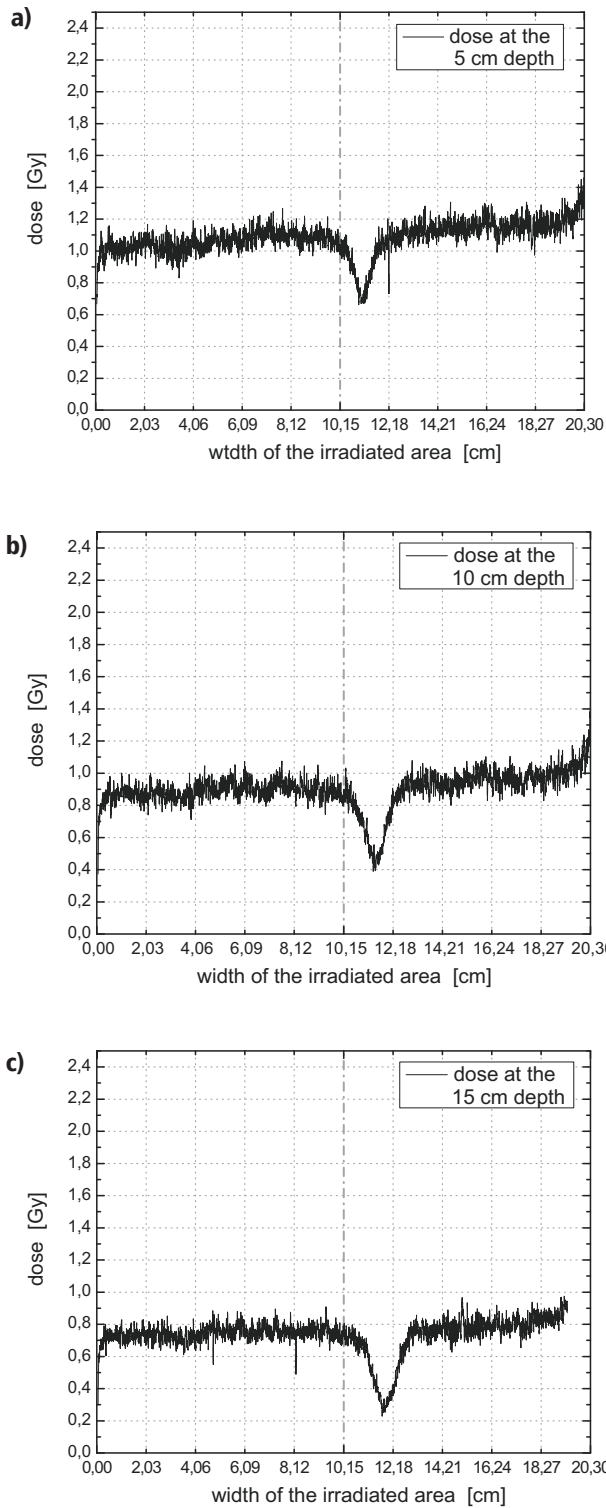 a)
2,4
2,2
2,0
1,8
1,6
1,4
1,2
1,0
0,8
0,6
0,4
0,2
0,0
dose [Gy]
dose at the
5 cm depth
0,00 2,03 4,06 6,09 8,12 10,15 12,18 14,21 16,24 18,27 20,30
wtdth of the irradiated area [cm]
b)
2,4
2,2
2,0
1,8
1,6
1,4
1,2
1,0
0,8
0,6
0,4
0,2
0,0
dose [Gy]
dose at the
10 cm depth
0,00 2,03 4,06 6,09 8,12 10,15 12,18 14,21 16,24 18,27 20,30
width of the irradiated area [cm]
c)
2,4
2,2
2,0
1,8
1,6
1,4
1,2
1,0
0,8
0,6
0,4
0,2
0,0
dose [Gy]
dose at the
15 cm depth
0,00 2,03 4,06 6,09 8,12 10,15 12,18 14,21 16,24 18,27 20,30
width of the irradiated area [cm]